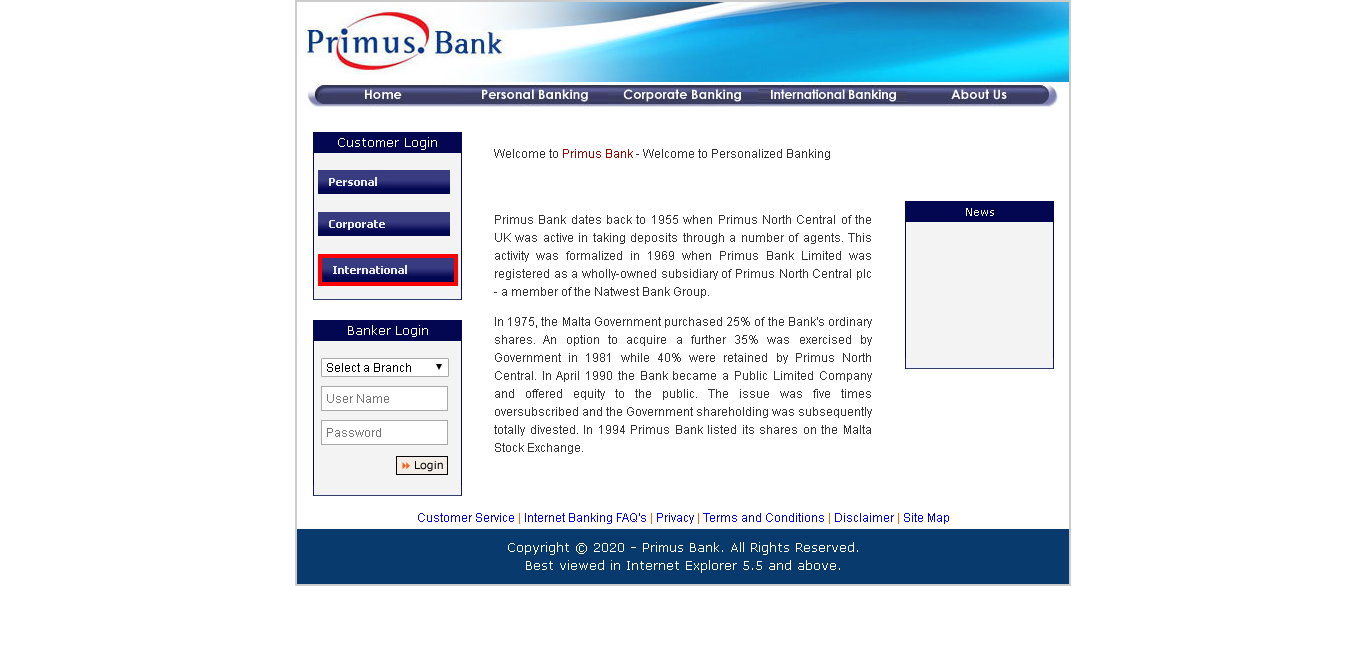 Primus. Bank
Home Personal Banking Corporate Banking International Banking About Us
Customer Login
Personal
Corporate
International
Banker Login
Select a Branch
User Name
Password
Login
Welcome to Primus Bank - Welcome to Personalized Banking
Primus Bank dates back to 1955 when Primus North Central of the
UK was active in taking deposits through a number of agents. This
activity was formalized in 1969 when Primus Bank Limited was
registered as a wholly-owned subsidiary of Primus North Central plc
- a member of the Natwest Bank Group.
In 1975, the Malta Government purchased 25% of the Bank's ordinary
shares. An option to acquire a further 35% was exercised by
Government in 1981 while 40% were retained by Primus North
Central. In April 1990 the Bank became a Public Limited Company
and offered equity to the public. The issue was five times
oversubscribed and the Government shareholding was subsequently
totally divested. In 1994 Primus Bank listed its shares on the Malta
Stock Exchange.
News
Customer Service | Internet Banking FAQ's | Privacy | Terms and Conditions | Disclaimer | Site Map
Copyright © 2020 - Primus Bank. All Rights Reserved.
Best viewed in Internet Explorer 5.5 and above.